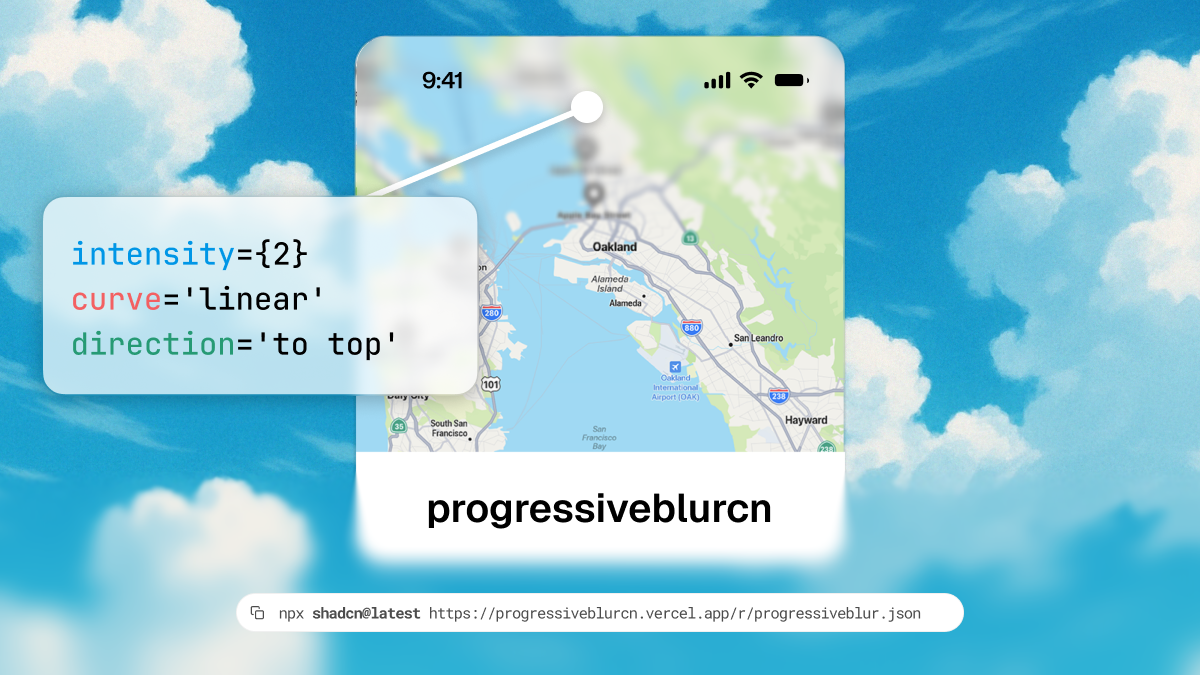 9:41
intensity={2}
curve='linear'
direction='to top'
Oakland
13
on
Alameda
Island
Alameda
280
880
San Leandro
Oakland
International
Airport (OAK)
101
238
Daly City
35
South San
Francisco
San
Francisco
Bay
Hayward
238
progressiveblurcn
npx shadcn@latest https://progressiveblurcn.vercel.app/r/progressiveblur.json